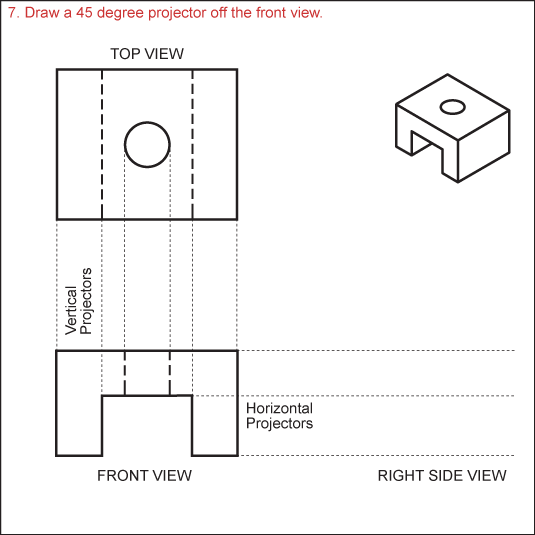 7. Draw a 45 degree projector off the front view.
TOP VIEW
Vertical
Projectors
Horizontal
Projectors
FRONT VIEW
RIGHT SIDE VIEW